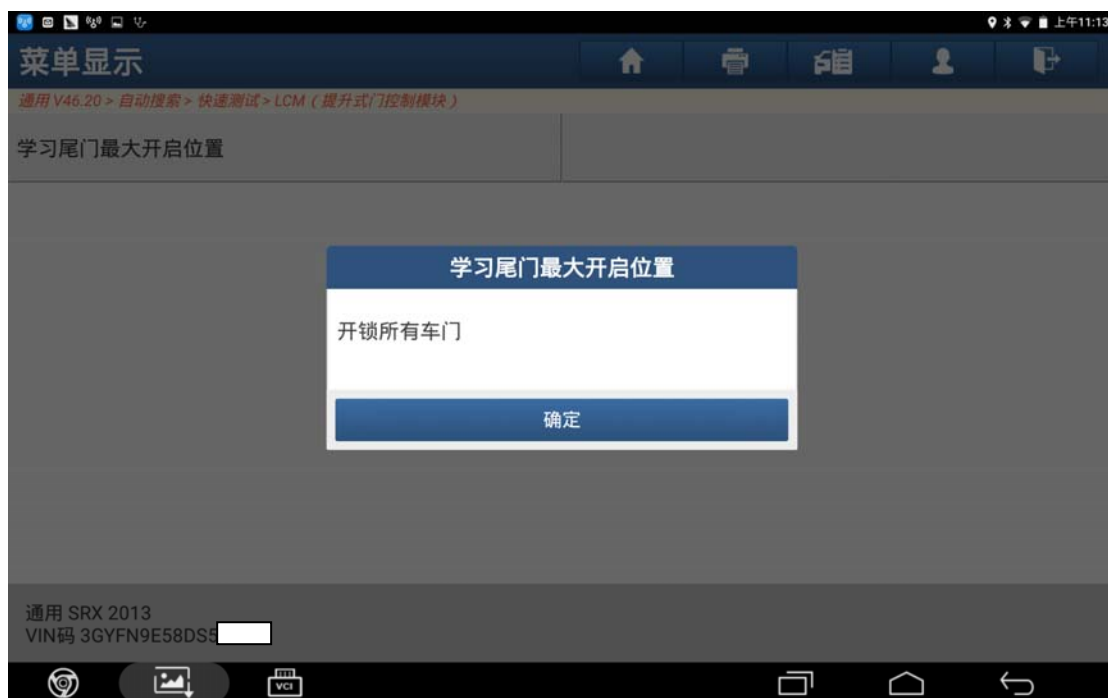 上午11:13
菜单显示
通用 V46.20 > 自动搜索 > 快速测试 > LCM（提升式门控制模块）
学习尾门最大开启位置
学习尾门最大开启位置
开锁所有车门
确定
通用 SRX 2013
VIN码 3GYFN9E58DS5
VCI